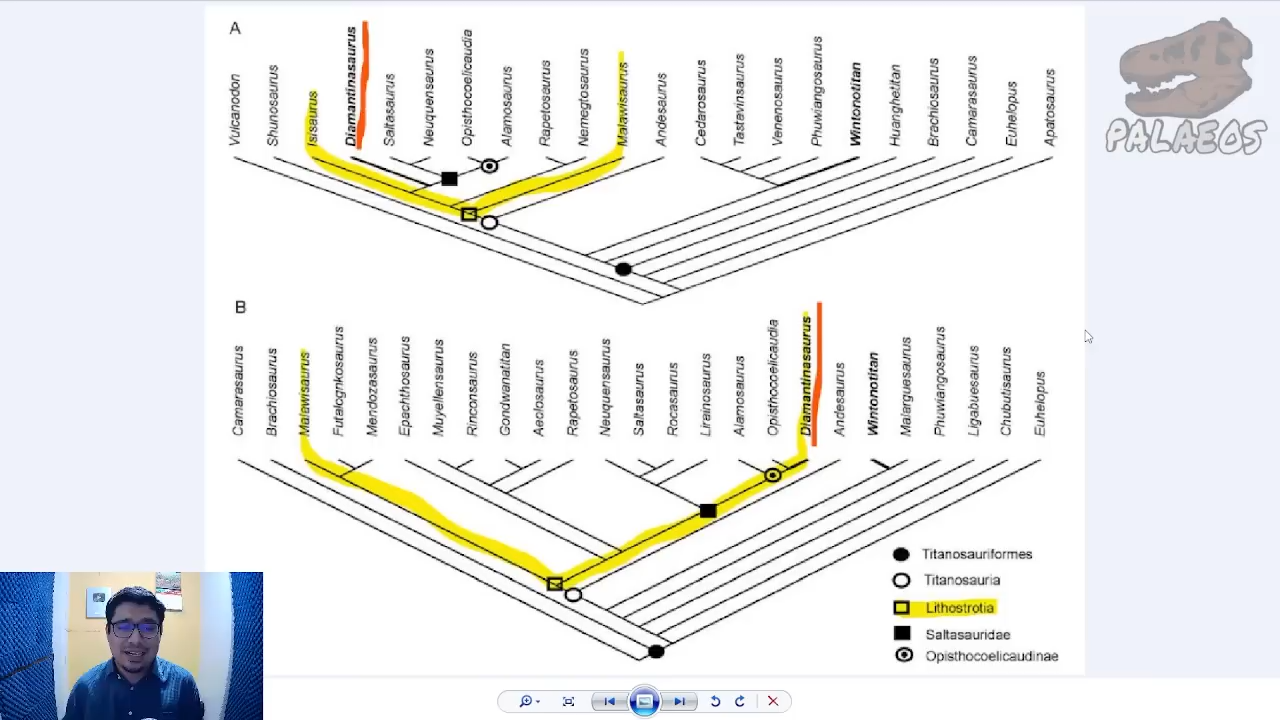 A
Vulcanodon
Shunosaurus
Isisaurus
Diamantinasaurus
Saltasaurus
Neuquensaurus
Opisthocoelicaudia
Alamosaurus
Rapetosaurus
Nemegtosaurus
Malawisaurus
Andesaurus
Cedarosaurus
Tastavinsaurus
Venenosaurus
Phuwiangosaurus
Wintonotitan
Huanghetitan
Brachiosaurus
Camarasaurus
Euhelopus
Apatosaurus
PALAEOS
B
Camarasaurus
Brachiosaurus
Malawisaurus
Futalognkosaurus
Mendozasaurus
Epachthosaurus
Muyellensaurus
Rinconsaurus
Gondwanatitan
Aeolosaurus
Rapetosaurus
Neuquensaurus
Saltasaurus
Rocasaurus
Lirainosaurus
Alamosaurus
Opisthocoelicaudia
Diamantinasaurus
Andesaurus
Wintonotitan
Malarguesaurus
Phuwiangosaurus
Ligabuesaurus
Chubutisaurus
Euhelopus
Titanosauriformes
Titanosauria
Lithostrotia
Saltasauridae
Opisthocoelicaudinae